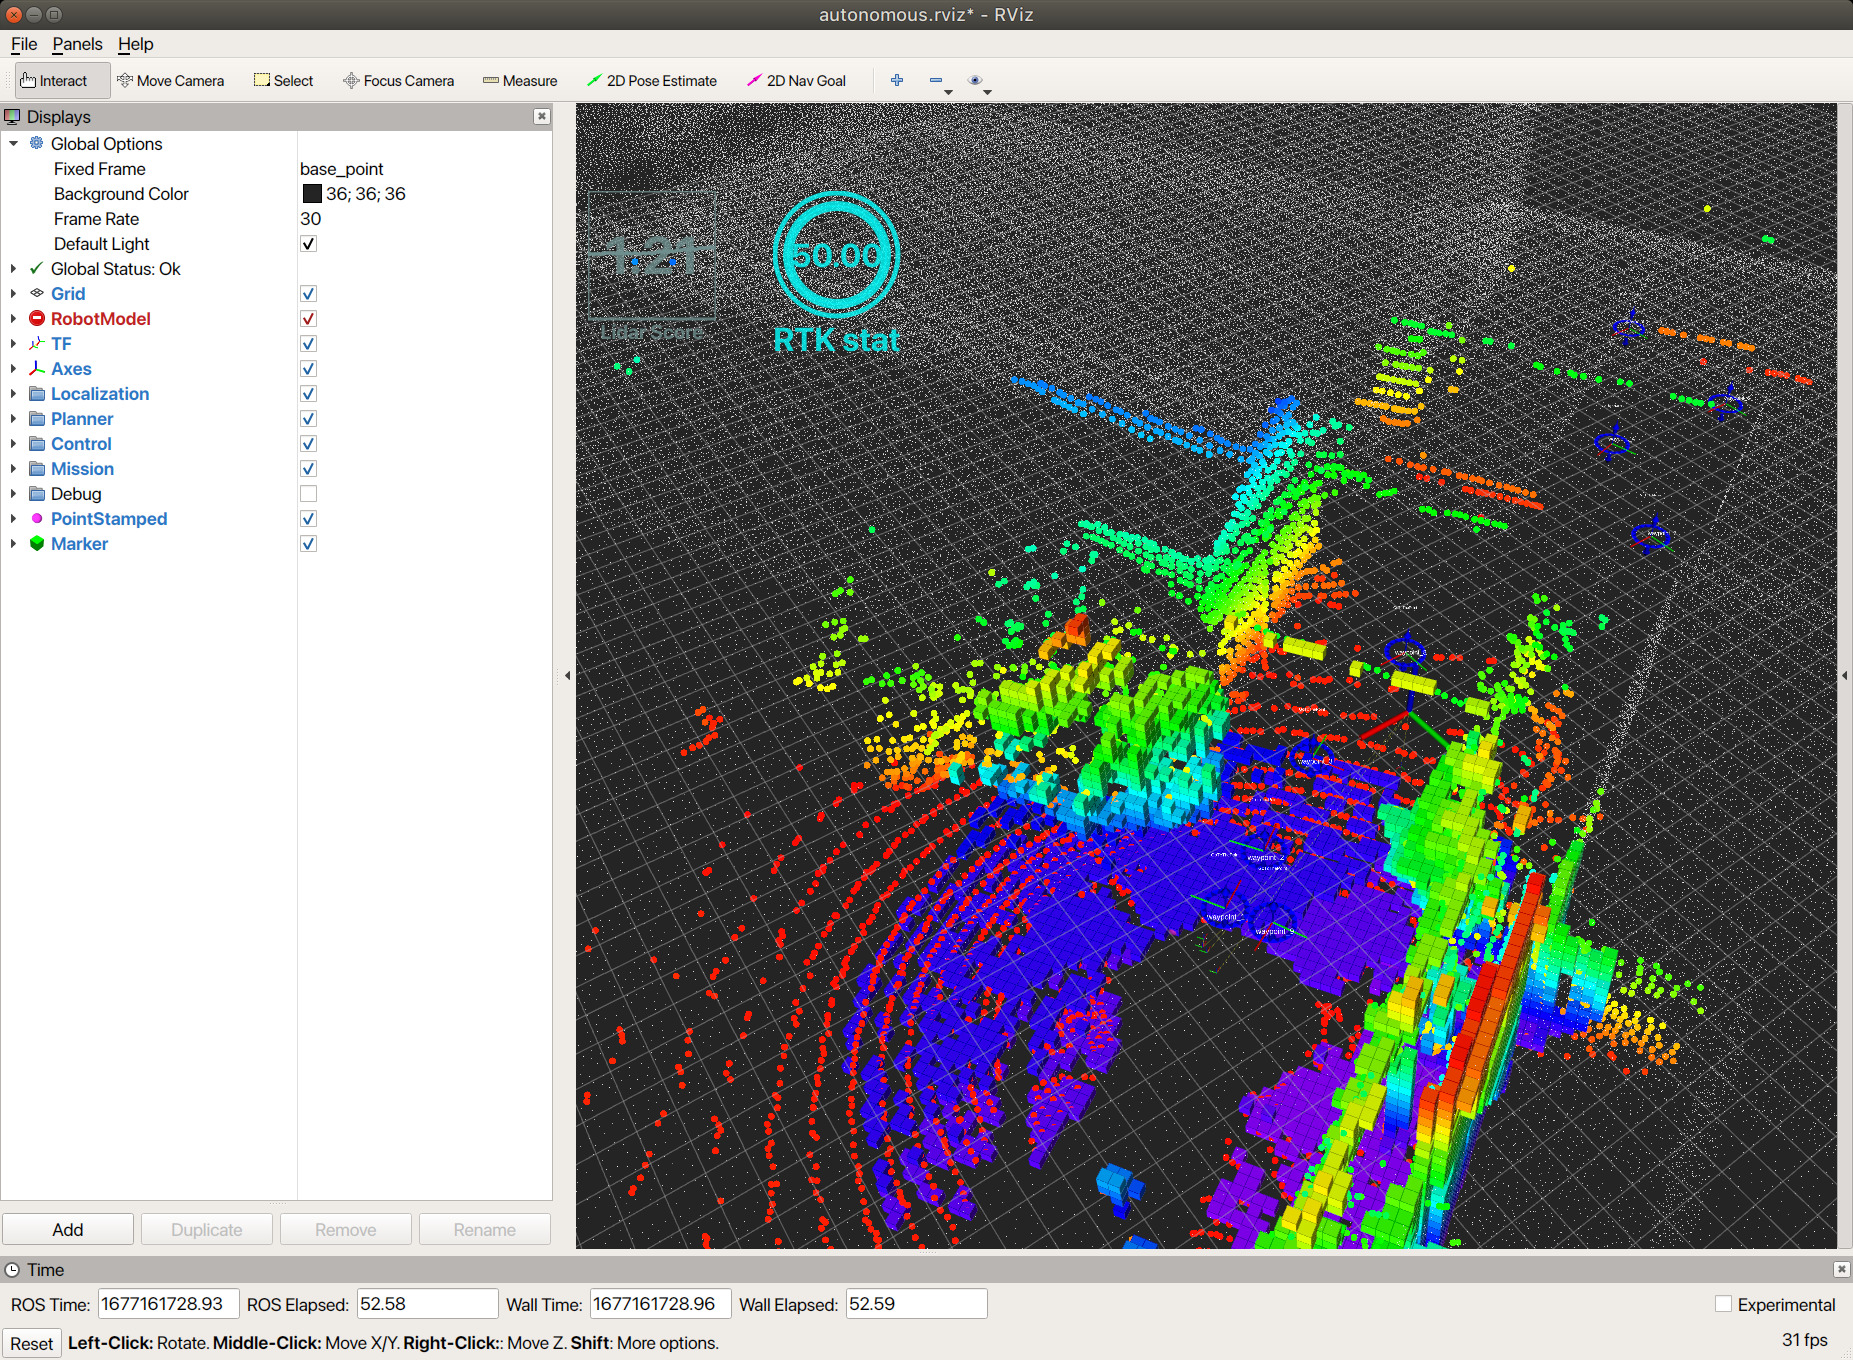 autonomous.rviz* - RViz
File Panels Help
Interact Move Camera Select Focus Camera Measure 2D Pose Estimate 2D Nav Goal
Displays
Global Options
Fixed Frame base_point
Background Color 36; 36; 36
Frame Rate 30
Default Light
Global Status: Ok
Grid
RobotModel
TF
Axes
Localization
Planner
Control
Mission
Debug
PointStamped
Marker
Add Duplicate Remove Rename
1.21
Lidar Score
50.00
RTK stat
waypoint_2
waypoint_9
Time
ROS Time: 1677161728.93 ROS Elapsed: 52.58 Wall Time: 1677161728.96 Wall Elapsed: 52.59 Experimental
Reset Left-Click: Rotate. Middle-Click: Move X/Y. Right-Click:: Move Z. Shift: More options. 31 fps